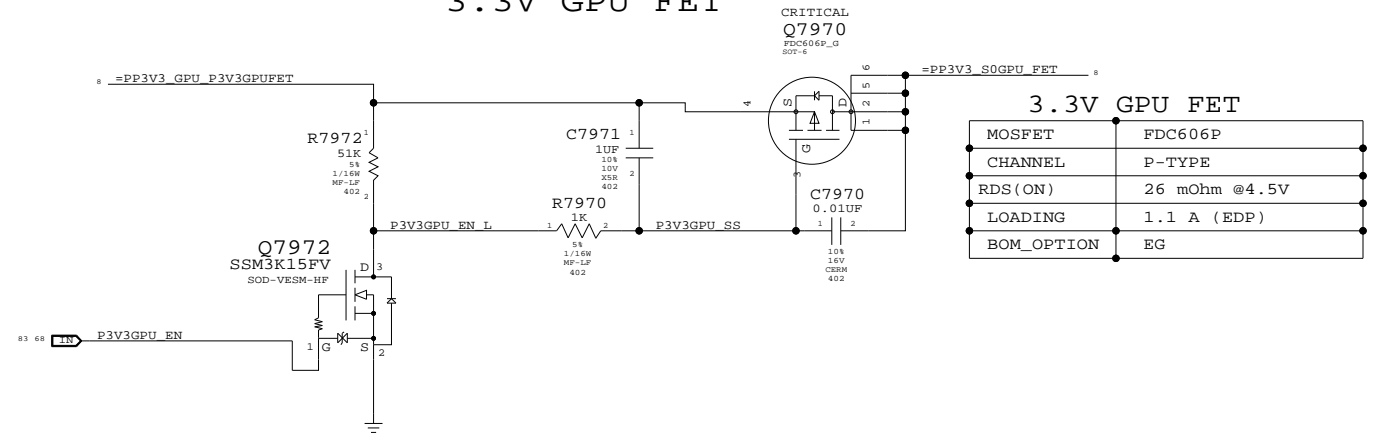 3.3V GPU FET
CRITICAL
Q7970
FDC606P_G
SOT-6
8 =PP3V3_GPU_P3V3GPUFET
=PP3V3_S0GPU_FET 8
4 S D G 3
6
5
2
1
R7972
51K
5%
1/16W
MF-LF
402
1
2
C7971
1UF
10%
10V
X5R
402
1
2
P3V3GPU_EN_L
R7970
1K
1 2
5%
1/16W
MF-LF
402
P3V3GPU_SS
C7970
0.01UF
1 2
10%
16V
CERM
402
Q7972
SSM3K15FV
SOD-VESM-HF
D 3
1 G S 2
83 68 IN P3V3GPU_EN
3.3V GPU FET
MOSFET FDC606P
CHANNEL P-TYPE
RDS(ON) 26 mOhm @4.5V
LOADING 1.1 A (EDP)
BOM_OPTION EG